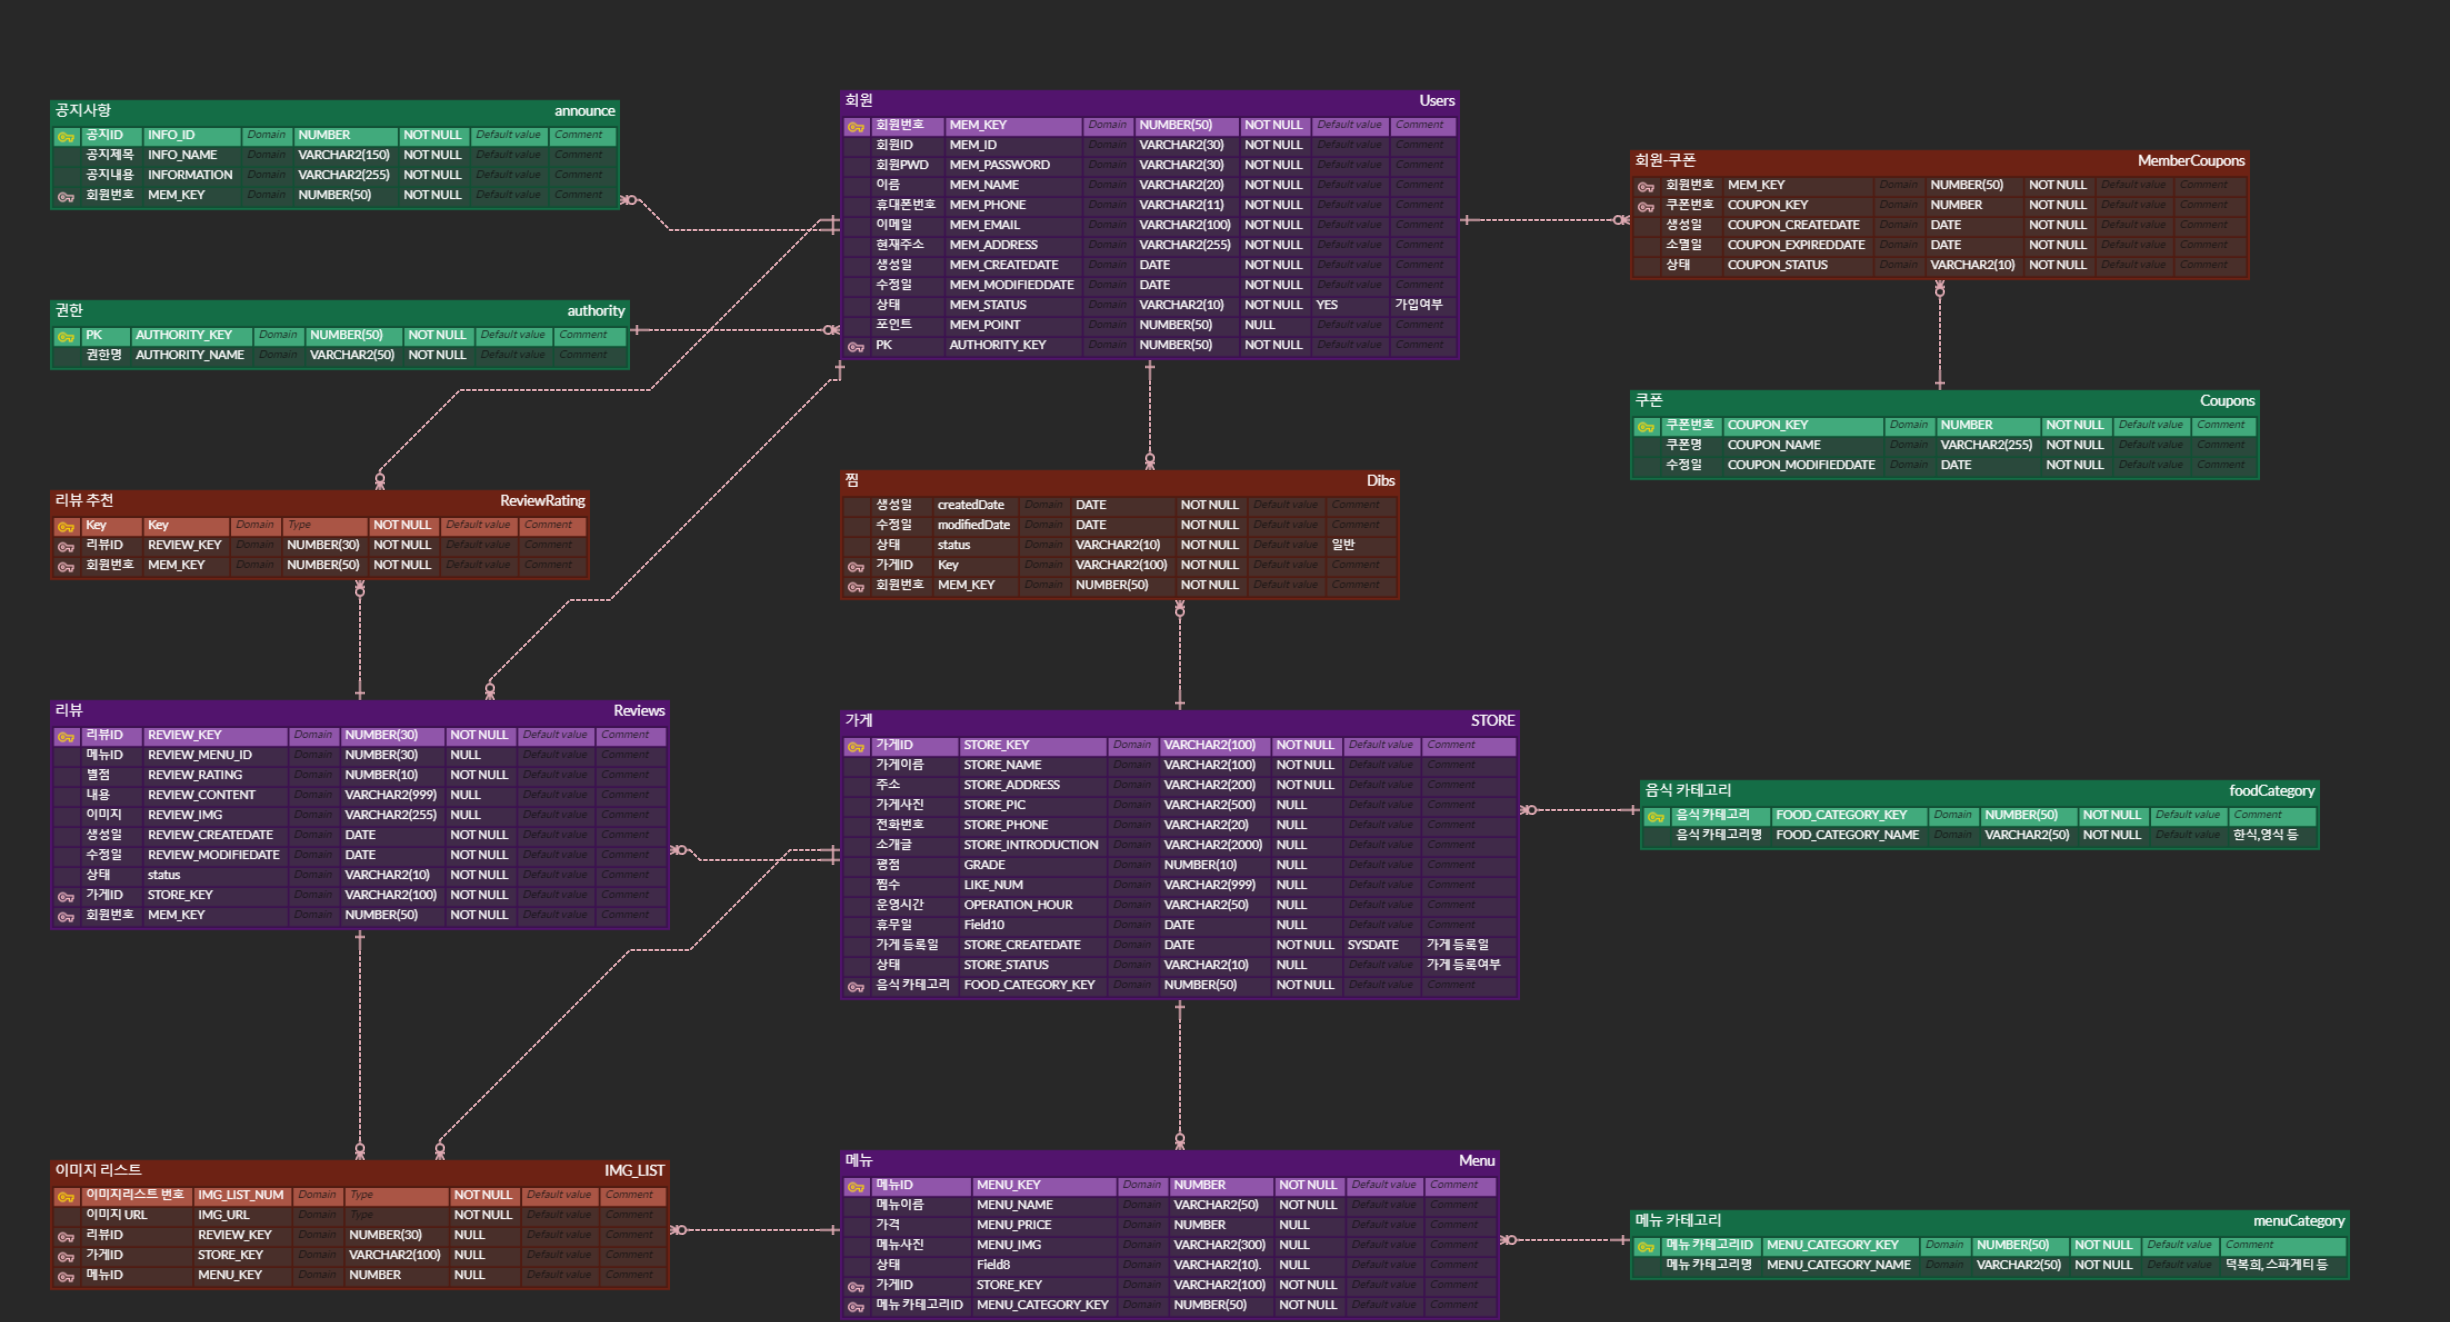 공지사항 announce
공지ID INFO_ID Domain NUMBER NOT NULL Default value Comment
공지제목 INFO_NAME Domain VARCHAR2(150) NOT NULL Default value Comment
공지내용 INFORMATION Domain VARCHAR2(255) NOT NULL Default value Comment
회원번호 MEM_KEY Domain NUMBER(50) NOT NULL Default value Comment
회원 Users
회원번호 MEM_KEY Domain NUMBER(50) NOT NULL Default value Comment
회원ID MEM_ID Domain VARCHAR2(30) NOT NULL Default value Comment
회원PWD MEM_PASSWORD Domain VARCHAR2(30) NOT NULL Default value Comment
이름 MEM_NAME Domain VARCHAR2(20) NOT NULL Default value Comment
휴대폰번호 MEM_PHONE Domain VARCHAR2(11) NOT NULL Default value Comment
이메일 MEM_EMAIL Domain VARCHAR2(100) NOT NULL Default value Comment
현재주소 MEM_ADDRESS Domain VARCHAR2(255) NOT NULL Default value Comment
생성일 MEM_CREATEDATE Domain DATE NOT NULL Default value Comment
수정일 MEM_MODIFIEDDATE Domain DATE NOT NULL Default value Comment
상태 MEM_STATUS Domain VARCHAR2(10) NOT NULL YES 가입여부
포인트 MEM_POINT Domain NUMBER(50) NULL Default value Comment
PK AUTHORITY_KEY Domain NUMBER(50) NOT NULL Default value Comment
회원-쿠폰 MemberCoupons
회원번호 MEM_KEY Domain NUMBER(50) NOT NULL Default value Comment
쿠폰번호 COUPON_KEY Domain NUMBER NOT NULL Default value Comment
생성일 COUPON_CREATEDATE Domain DATE NOT NULL Default value Comment
소멸일 COUPON_EXPIREDDATE Domain DATE NOT NULL Default value Comment
상태 COUPON_STATUS Domain VARCHAR2(10) NOT NULL Default value Comment
권한 authority
PK AUTHORITY_KEY Domain NUMBER(50) NOT NULL Default value Comment
권한명 AUTHORITY_NAME Domain VARCHAR2(50) NOT NULL Default value Comment
쿠폰 Coupons
쿠폰번호 COUPON_KEY Domain NUMBER NOT NULL Default value Comment
쿠폰명 COUPON_NAME Domain VARCHAR2(255) NOT NULL Default value Comment
수정일 COUPON_MODIFIEDDATE Domain DATE NOT NULL Default value Comment
리뷰 추천 ReviewRating
Key Key Domain Type NOT NULL Default value Comment
리뷰ID REVIEW_KEY Domain NUMBER(30) NOT NULL Default value Comment
회원번호 MEM_KEY Domain NUMBER(50) NOT NULL Default value Comment
찜 Dibs
생성일 createdDate Domain DATE NOT NULL Default value Comment
수정일 modifiedDate Domain DATE NOT NULL Default value Comment
상태 status Domain VARCHAR2(10) NOT NULL Default value 일반
가게ID Key Domain VARCHAR2(100) NOT NULL Default value Comment
회원번호 MEM_KEY Domain NUMBER(50) NOT NULL Default value Comment
리뷰 Reviews
리뷰ID REVIEW_KEY Domain NUMBER(30) NOT NULL Default value Comment
메뉴ID REVIEW_MENU_ID Domain NUMBER(30) NULL Default value Comment
별점 REVIEW_RATING Domain NUMBER(10) NOT NULL Default value Comment
내용 REVIEW_CONTENT Domain VARCHAR2(999) NULL Default value Comment
이미지 REVIEW_IMG Domain VARCHAR2(255) NULL Default value Comment
생성일 REVIEW_CREATEDATE Domain DATE NOT NULL Default value Comment
수정일 REVIEW_MODIFIEDATE Domain DATE NOT NULL Default value Comment
상태 status Domain VARCHAR2(10) NOT NULL Default value Comment
가게ID STORE_KEY Domain VARCHAR2(100) NOT NULL Default value Comment
회원번호 MEM_KEY Domain NUMBER(50) NOT NULL Default value Comment
가게 STORE
가게ID STORE_KEY Domain VARCHAR2(100) NOT NULL Default value Comment
가게이름 STORE_NAME Domain VARCHAR2(100) NOT NULL Default value Comment
주소 STORE_ADDRESS Domain VARCHAR2(200) NOT NULL Default value Comment
가게사진 STORE_PIC Domain VARCHAR2(500) NULL Default value Comment
전화번호 STORE_PHONE Domain VARCHAR2(20) NULL Default value Comment
소개글 STORE_INTRODUCTION Domain VARCHAR2(2000) NULL Default value Comment
평점 GRADE Domain NUMBER(10) NULL Default value Comment
찜수 LIKE_NUM Domain VARCHAR2(999) NULL Default value Comment
운영시간 OPERATION_HOUR Domain VARCHAR2(50) NULL Default value Comment
휴무일 Field10 Domain DATE NULL Default value Comment
가게 등록일 STORE_CREATEDATE Domain DATE NOT NULL SYSDATE 가게 등록일
상태 STORE_STATUS Domain VARCHAR2(10) NULL Default value 가게 등록여부
음식 카테고리 FOOD_CATEGORY_KEY Domain NUMBER(50) NOT NULL Default value Comment
음식 카테고리 foodCategory
음식 카테고리 FOOD_CATEGORY_KEY Domain NUMBER(50) NOT NULL Default value Comment
음식 카테고리명 FOOD_CATEGORY_NAME Domain VARCHAR2(50) NOT NULL Default value 한식,영식 등
이미지 리스트 IMG_LIST
이미지리스트 번호 IMG_LIST_NUM Domain Type NOT NULL Default value Comment
이미지 URL IMG_URL Domain Type NOT NULL Default value Comment
리뷰ID REVIEW_KEY Domain NUMBER(30) NULL Default value Comment
가게ID STORE_KEY Domain VARCHAR2(100) NULL Default value Comment
메뉴ID MENU_KEY Domain NUMBER NULL Default value Comment
메뉴 Menu
메뉴ID MENU_KEY Domain NUMBER NOT NULL Default value Comment
메뉴이름 MENU_NAME Domain VARCHAR2(50) NOT NULL Default value Comment
가격 MENU_PRICE Domain NUMBER NULL Default value Comment
메뉴사진 MENU_IMG Domain VARCHAR2(300) NULL Default value Comment
상태 Field8 Domain VARCHAR2(10). NULL Default value Comment
가게ID STORE_KEY Domain VARCHAR2(100) NOT NULL Default value Comment
메뉴 카테고리ID MENU_CATEGORY_KEY Domain NUMBER(50) NOT NULL Default value Comment
메뉴 카테고리 menuCategory
메뉴 카테고리ID MENU_CATEGORY_KEY Domain NUMBER(50) NOT NULL Default value Comment
메뉴 카테고리명 MENU_CATEGORY_NAME Domain VARCHAR2(50) NOT NULL Default value 덕복희, 스파게티 등